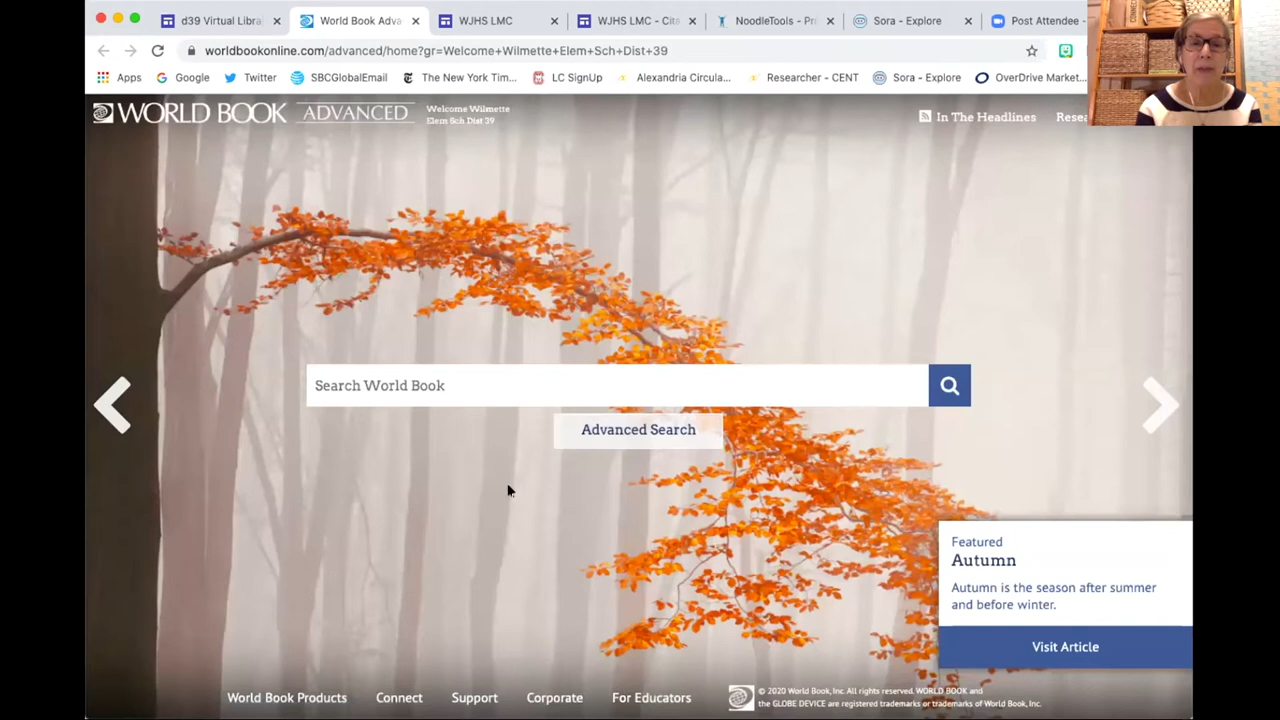 d39 Virtual Libra
World Book Adva
WJHS LMC
WJHS LMC - Cita
NoodleTools - Pr
Sora - Explore
Post Attendee -
worldbookonline.com/advanced/home?gr=Welcome+Wilmette+Elem+Sch+Dist+39
Apps
Google
Twitter
SBCGlobalEmail
The New York Tim...
LC SignUp
Alexandria Circula...
Researcher - CENT
Sora - Explore
OverDrive Market...
WORLD BOOK ADVANCED
Welcome Wilmette
Elem Sch Dist 39
In The Headlines
Resea
Search World Book
Advanced Search
Featured
Autumn
Autumn is the season after summer
and before winter.
Visit Article
World Book Products
Connect
Support
Corporate
For Educators
© 2020 World Book, Inc. All rights reserved. WORLD BOOK and
the GLOBE DEVICE are registered trademarks or trademarks of World Book, Inc.